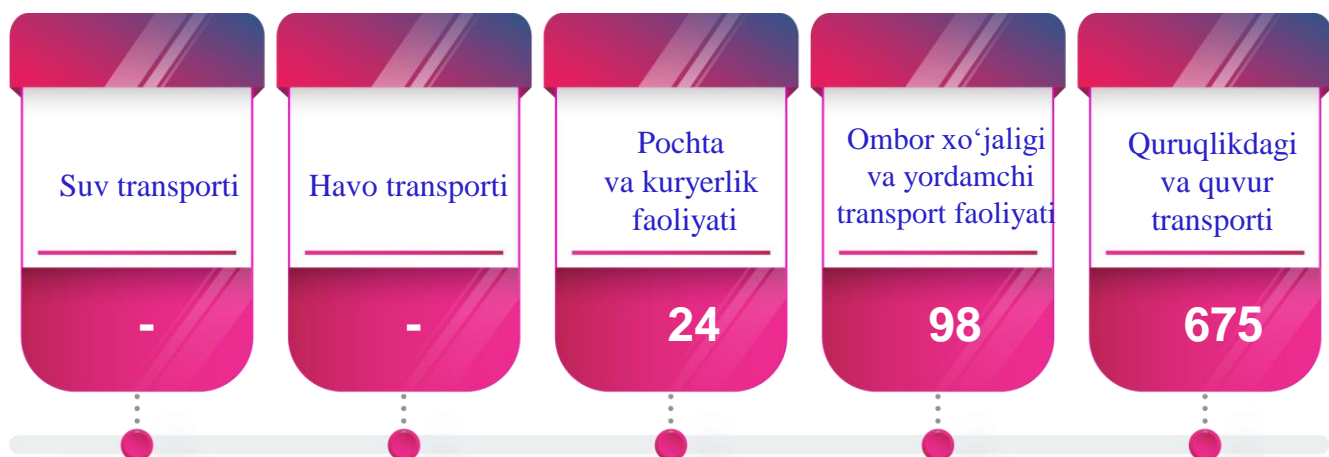 Suv transporti
-
Havo transporti
-
Pochta
va kuryerlik
faoliyati
24
Ombor xo‘jaligi
va yordamchi
transport faoliyati
98
Quruqlikdagi
va quvur
transporti
675